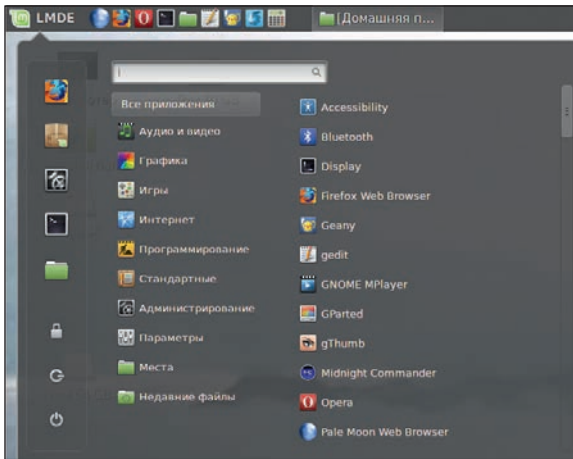 LMDE
[Домашняя п...
Все приложения
Аудио и видео
Графика
Игры
Интернет
Программирование
Стандартные
Администрирование
Параметры
Места
Недавние файлы
Accessibility
Bluetooth
Display
Firefox Web Browser
Geany
gedit
GNOME MPlayer
GParted
gThumb
Midnight Commander
Opera
Pale Moon Web Browser